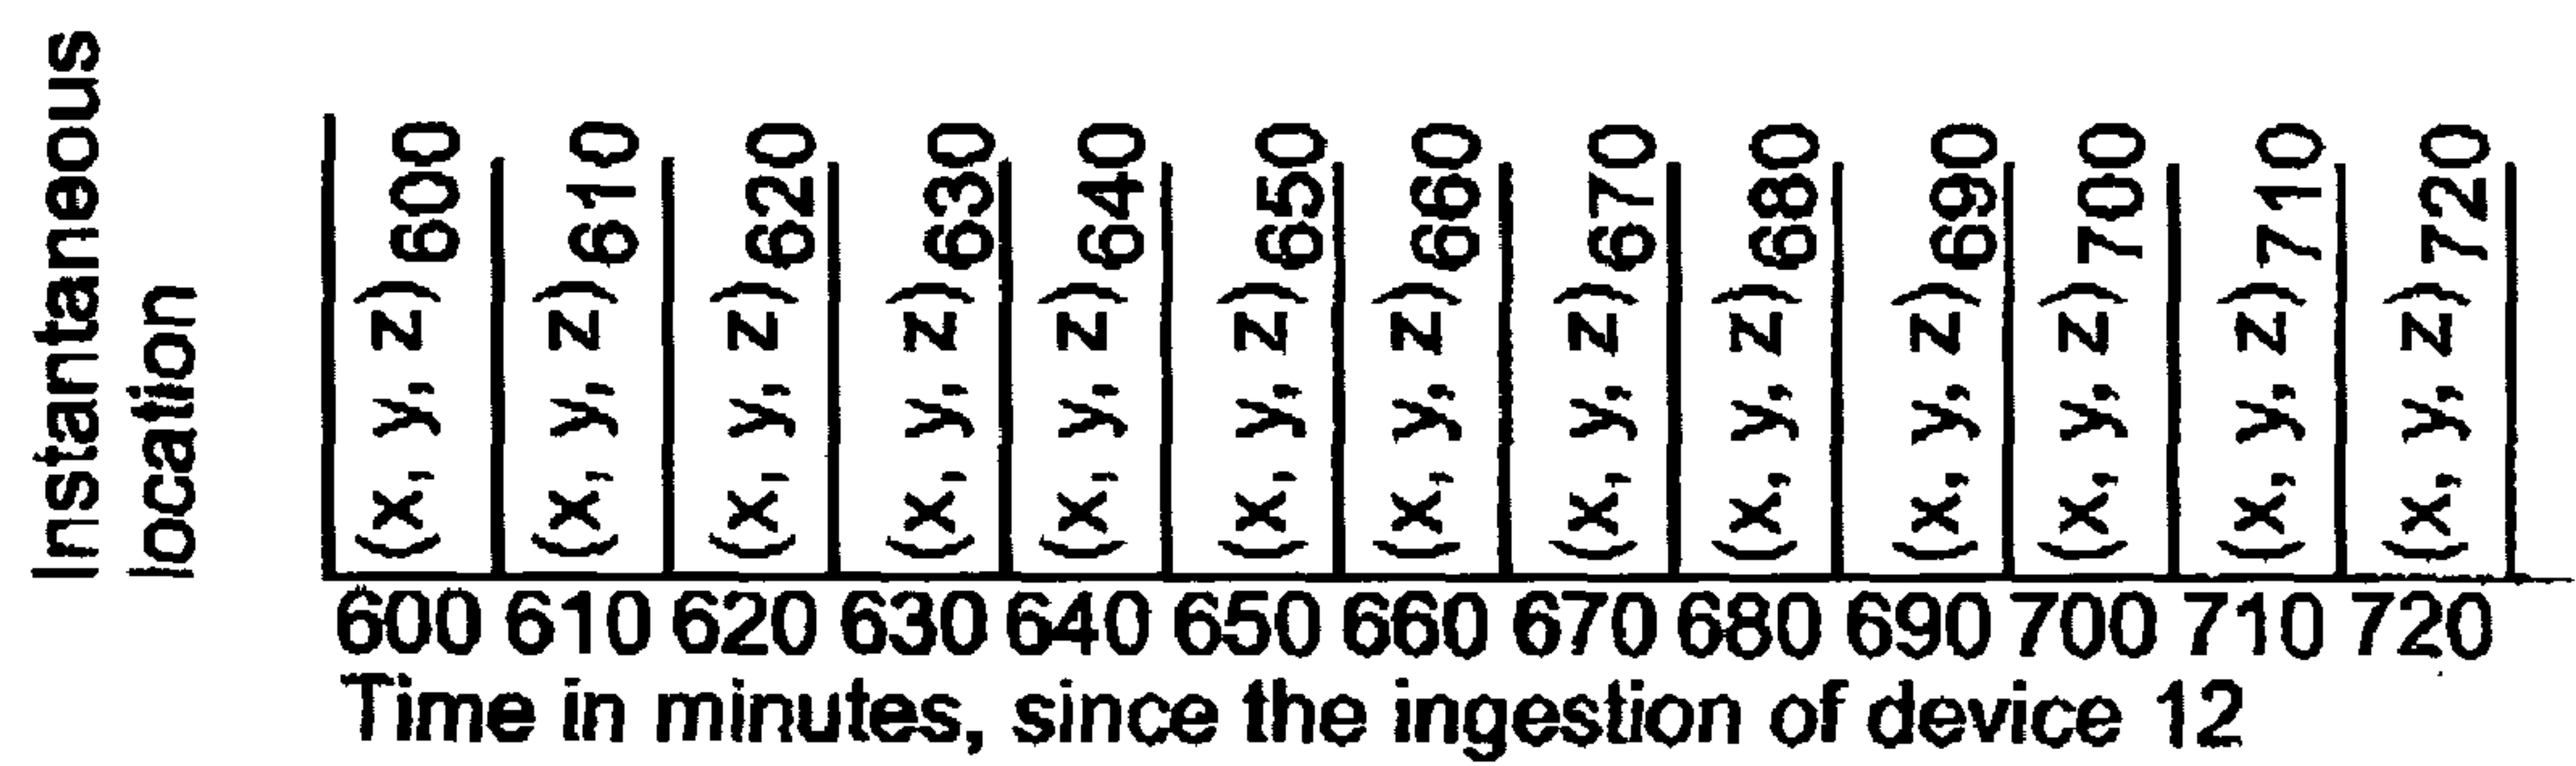 Instantaneous
location
(x, y, z)600
(x, y, z)610
(x, y, z)620
(x, y, z)630
(x, y, z)640
(x, y, z)650
(x, y, z)660
(x, y, z)670
(x, y, z)680
(x, y, z)690
(x, y, z)700
(x, y, z)710
(x, y, z)720
600 610 620 630 640 650 660 670 680 690 700 710 720
Time in minutes, since the ingestion of device 12